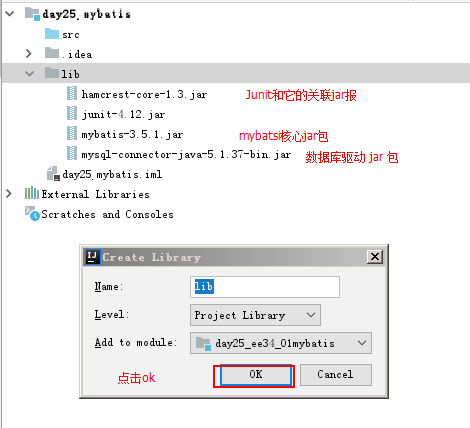 day25_mybatis
src
.idea
lib
hamcrest-core-1.3.jar Junit和它的关联jar报
junit-4.12.jar
mybatis-3.5.1.jar mybatsi核心jar包
mysql-connector-java-5.1.37-bin.jar 数据库驱动 jar 包
day25_mybatis.iml
External Libraries
Scratches and Consoles
Create Library
Name: lib
Level: Project Library
Add to module: day25_ee34_01mybatis
点击ok OK Cancel